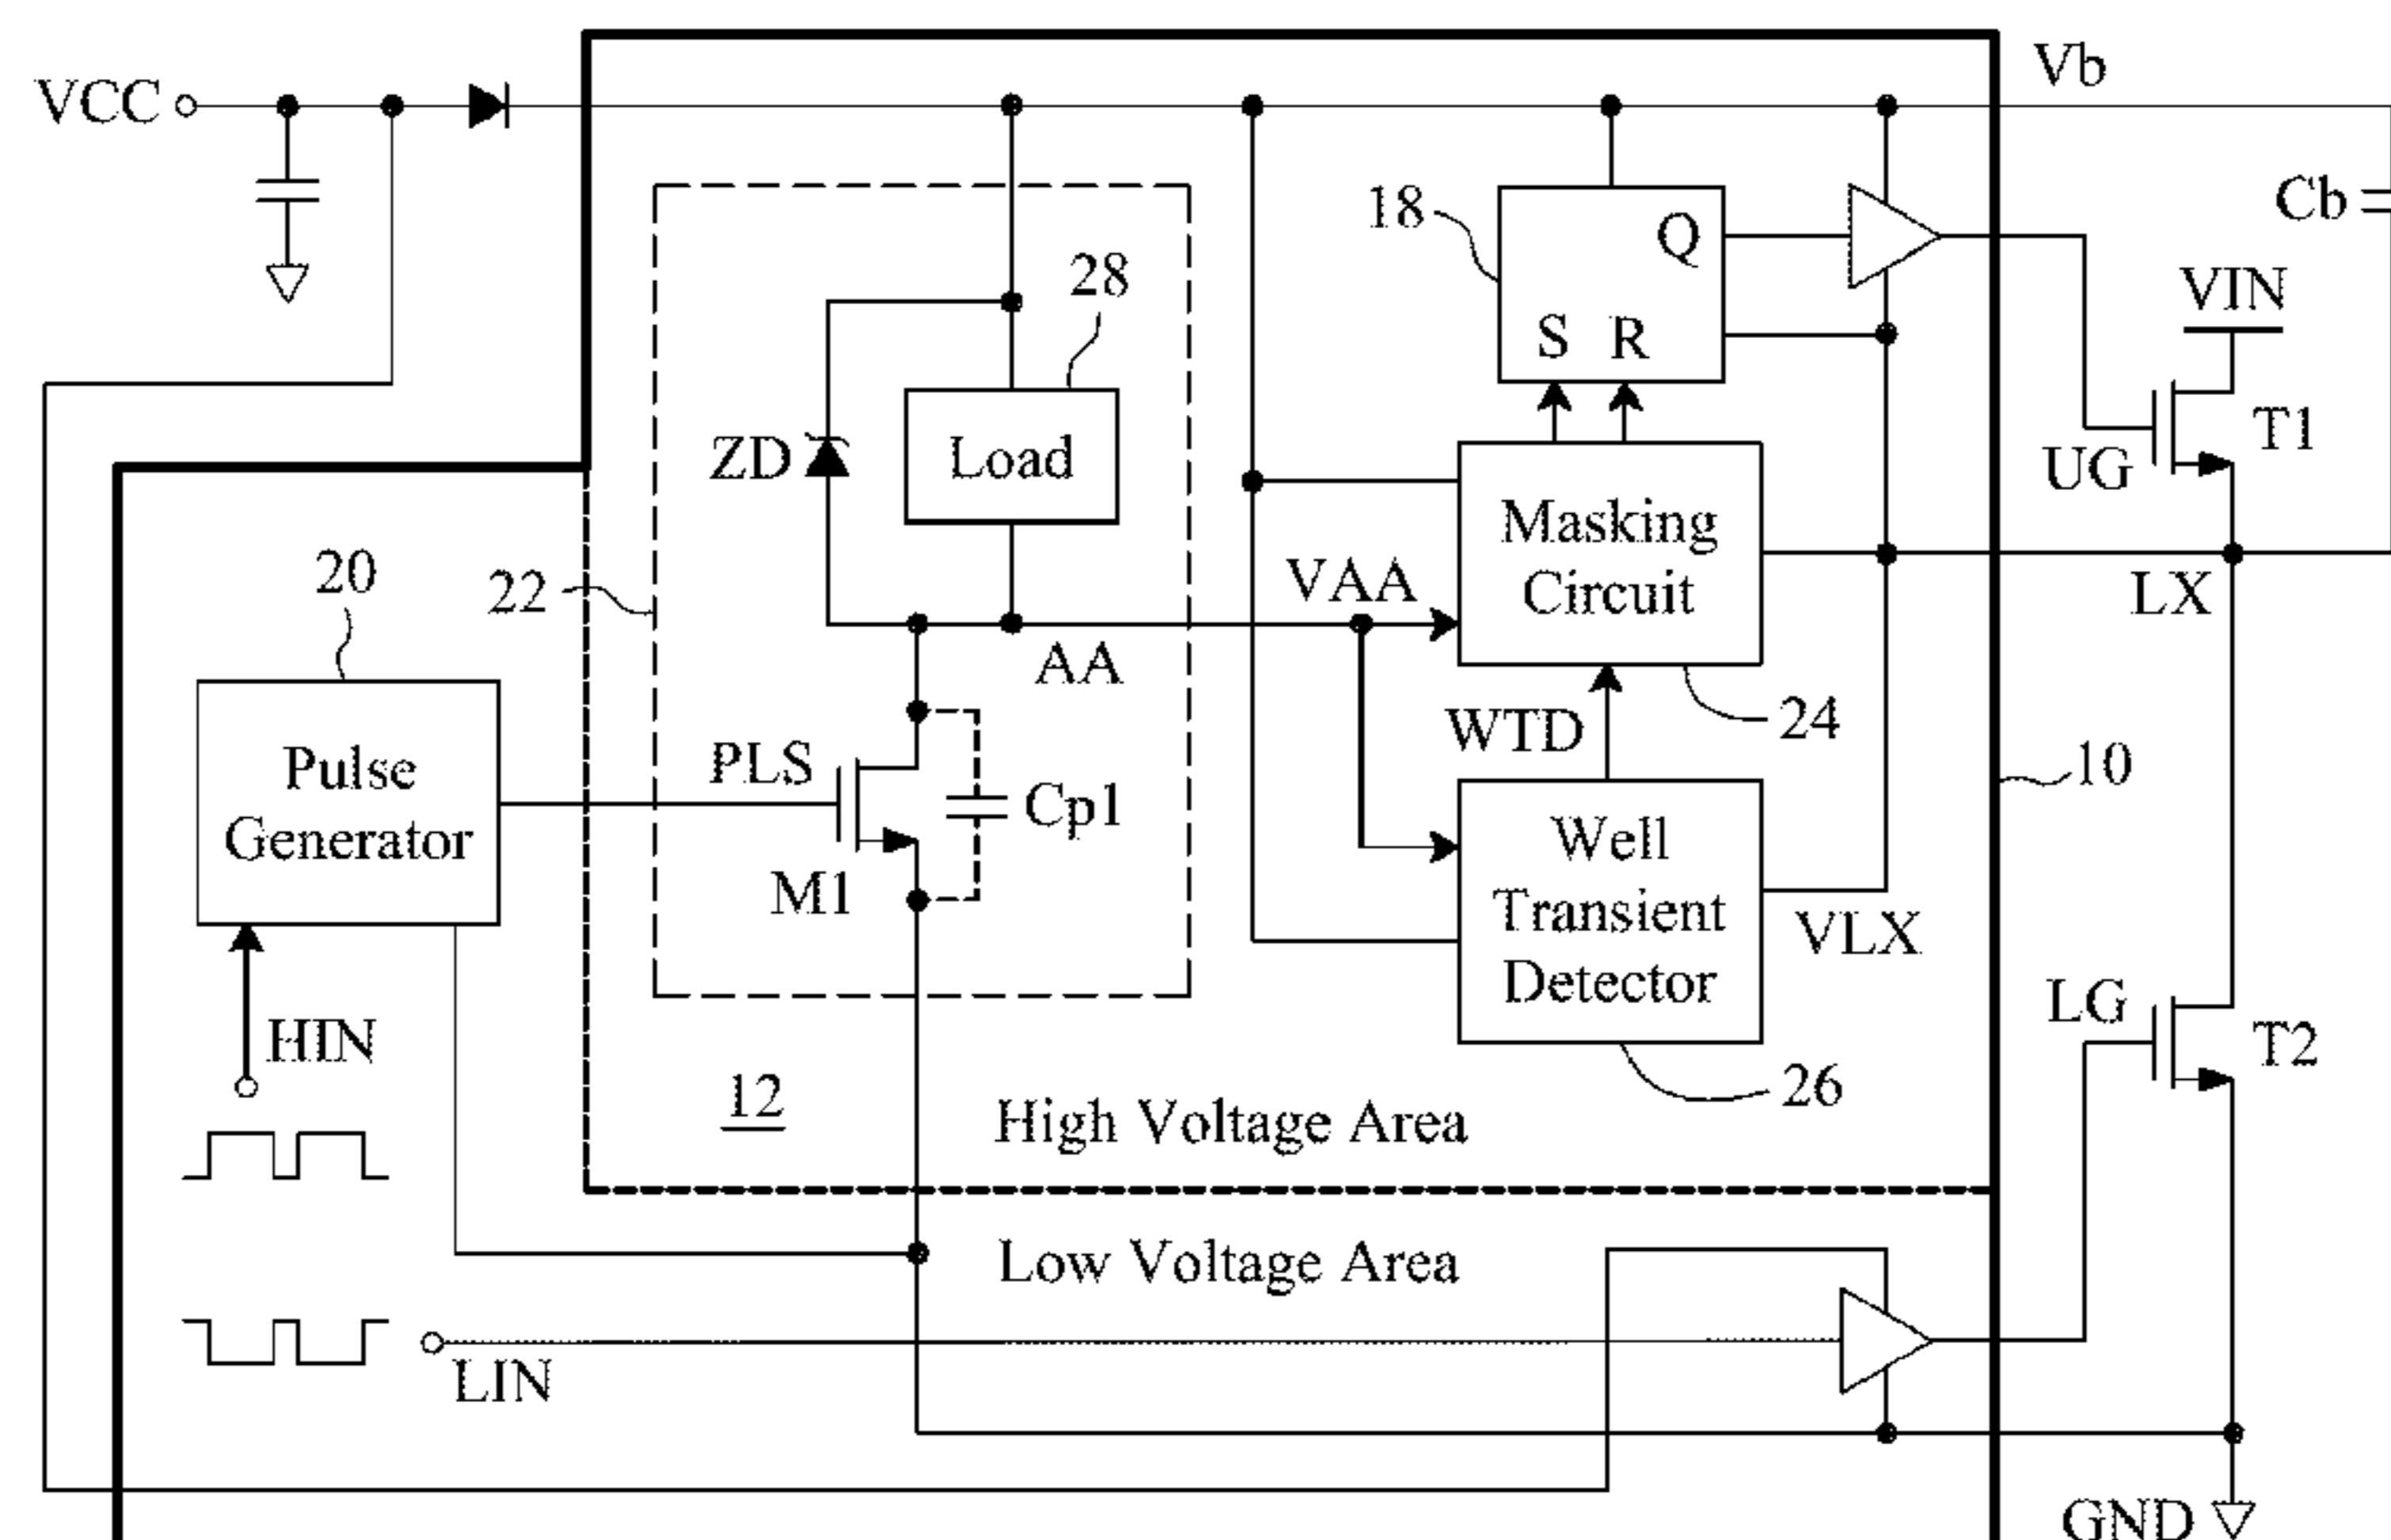 Vb
VCC
18
Q
Cb
28
VIN
S R
ZD
Load
T1
UG
Masking
Circuit
20
22
VAA
LX
AA
24
WTD
10
Pulse
Generator
PLS
Cp1
Well
Transient
Detector
M1
VLX
LG
HIN
T2
26
12
High Voltage Area
Low Voltage Area
LIN
GND